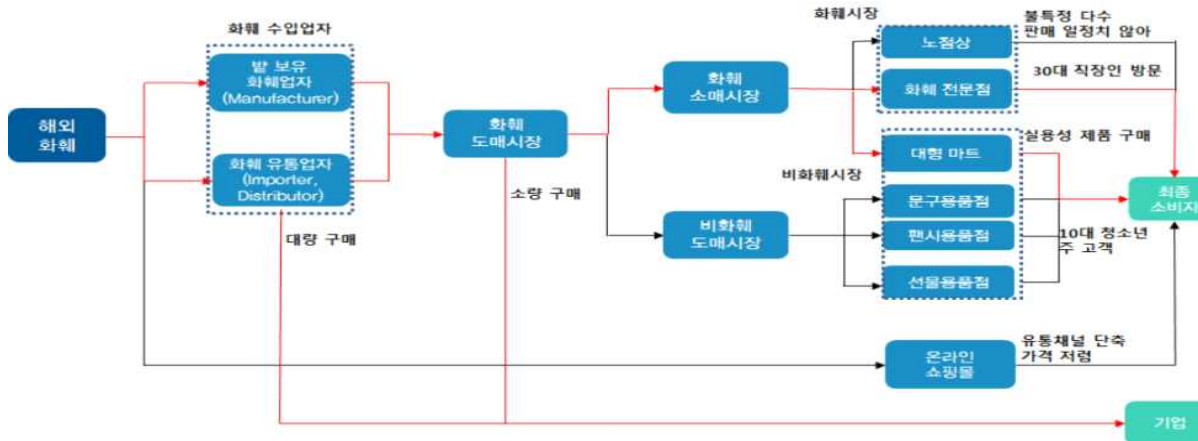 화훼 수입업자
화훼시장
불특정 다수
판매 일정치 않아
밭 보유
화훼업자
(Manufacturer)
노점상
30대 직장인 방문
화훼
소매시장
화훼 전문점
해외
화훼
화훼
도매시장
실용성 제품 구매
화훼 유통업자
(Importer,
Distributor)
대형 마트
소량 구매
비화훼시장
최종
소비자
문구용품점
대량 구매
비화훼
도매시장
팬시용품점
10대 청소년
주 고객
선물용품점
유통채널 단축
가격 저렴
온라인
쇼핑몰
기업